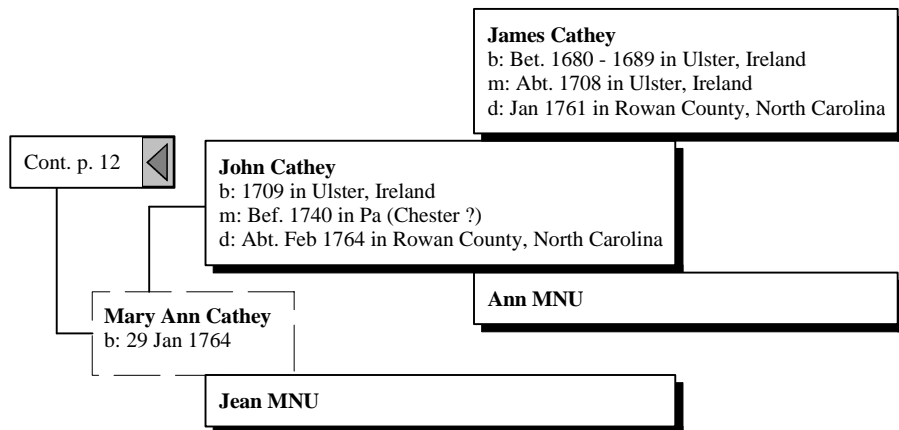 James Cathey
b: Bet. 1680 - 1689 in Ulster, Ireland
m: Abt. 1708 in Ulster, Ireland
d: Jan 1761 in Rowan County, North Carolina
Cont. p. 12
John Cathey
b: 1709 in Ulster, Ireland
m: Bef. 1740 in Pa (Chester ?)
d: Abt. Feb 1764 in Rowan County, North Carolina
Ann MNU
Mary Ann Cathey
b: 29 Jan 1764
Jean MNU